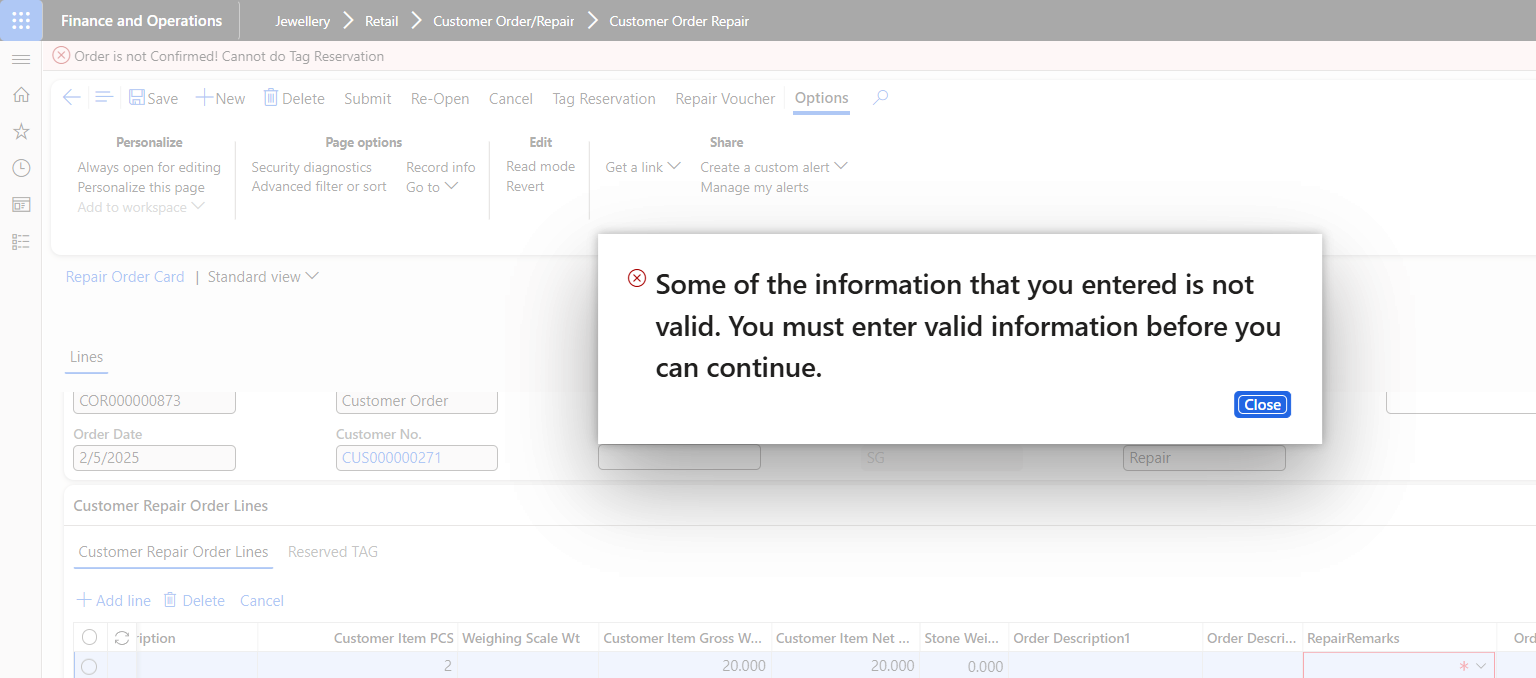 Finance and Operations
Jewellery > Retail > Customer Order/Repair > Customer Order Repair
Order is not Confirmed! Cannot do Tag Reservation
Save New Delete Submit Re-Open Cancel Tag Reservation Repair Voucher Options
Personalize
Always open for editing
Personalize this page
Add to workspace
Page options
Security diagnostics Record info
Advanced filter or sort Go to
Edit
Read mode
Revert
Share
Get a link Create a custom alert
Manage my alerts
Some of the information that you entered is not
valid. You must enter valid information before you
can continue.
Close
Repair Order Card | Standard view
Lines
COR000000873 Customer Order
Order Date Customer No.
2/5/2025 CUS000000271 SG Repair
Customer Repair Order Lines
Customer Repair Order Lines Reserved TAG
Add line Delete Cancel
ription Customer Item PCS Weighing Scale Wt Customer Item Gross W... Customer Item Net ... Stone Wei... Order Description1 Order Descri... RepairRemarks Ord
2 20.000 20.000 0.000 *